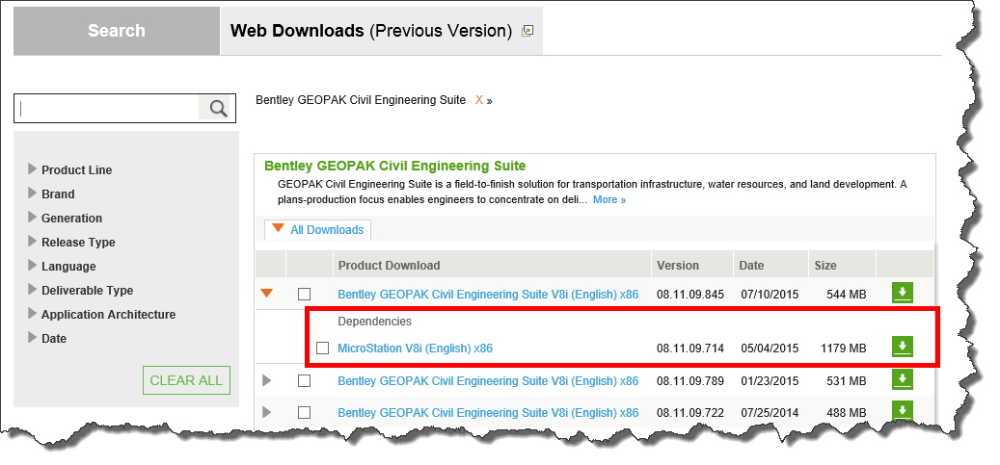 Search
Web Downloads (Previous Version)
Bentley GEOPAK Civil Engineering Suite X »
Product Line
Brand
Generation
Release Type
Language
Deliverable Type
Application Architecture
Date
CLEAR ALL
Bentley GEOPAK Civil Engineering Suite
GEOPAK Civil Engineering Suite is a field-to-finish solution for transportation infrastructure, water resources, and land development. A
plans-production focus enables engineers to concentrate on deli... More »
All Downloads
Product Download Version Date Size
Bentley GEOPAK Civil Engineering Suite V8i (English) x86 08.11.09.845 07/10/2015 544 MB
Dependencies
MicroStation V8i (English) x86 08.11.09.714 05/04/2015 1179 MB
Bentley GEOPAK Civil Engineering Suite V8i (English) x86 08.11.09.789 01/23/2015 531 MB
Bentley GEOPAK Civil Engineering Suite V8i (English) x86 08.11.09.722 07/25/2014 488 MB